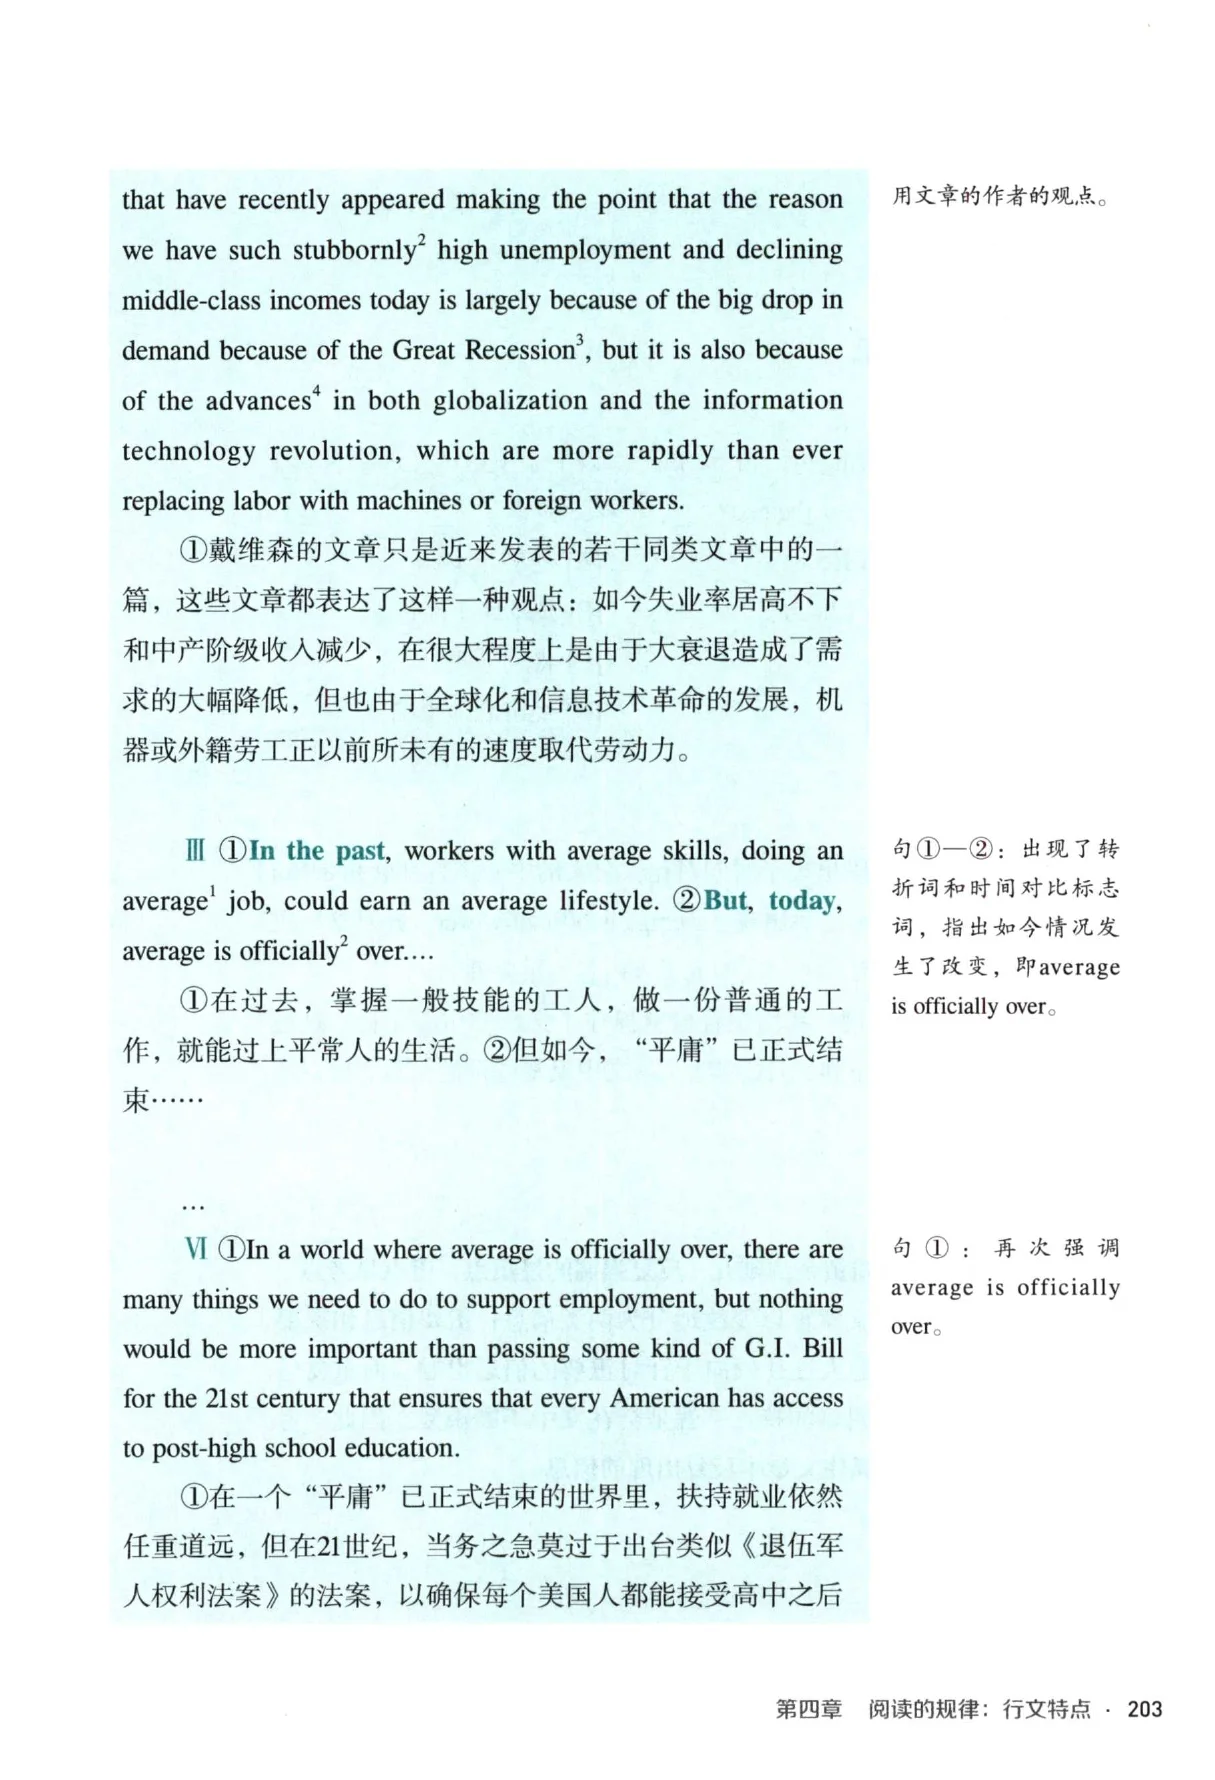 that have recently appeared making the point that the reason
we have such stubbornly² high unemployment and declining
middle-class incomes today is largely because of the big drop in
demand because of the Great Recession³, but it is also because
of the advances⁴ in both globalization and the information
technology revolution, which are more rapidly than ever
replacing labor with machines or foreign workers.
①戴维森的文章只是近来发表的若干同类文章中的一
篇，这些文章都表达了这样一种观点：如今失业率居高不下
和中产阶级收入减少，在很大程度上是由于大衰退造成了需
求的大幅降低，但也由于全球化和信息技术革命的发展，机
器或外籍劳工正以前所未有的速度取代劳动力。
用文章的作者的观点。
Ⅲ ①In the past, workers with average skills, doing an
average¹ job, could earn an average lifestyle. ②But, today,
average is officially² over....
①在过去，掌握一般技能的工人，做一份普通的工
作，就能过上平常人的生活。②但如今，“平庸”已正式结
束……
句①—②：出现了转
折词和时间对比标志
词，指出如今情况发
生了改变，即average
is officially over。
…
Ⅵ ①In a world where average is officially over, there are
many things we need to do to support employment, but nothing
would be more important than passing some kind of G.I. Bill
for the 21st century that ensures that every American has access
to post-high school education.
①在一个“平庸”已正式结束的世界里，扶持就业依然
任重道远，但在21世纪，当务之急莫过于出台类似《退伍军
人权利法案》的法案，以确保每个美国人都能接受高中之后
句①：再次强调
average is officially
over。
第四章 阅读的规律：行文特点 · 203